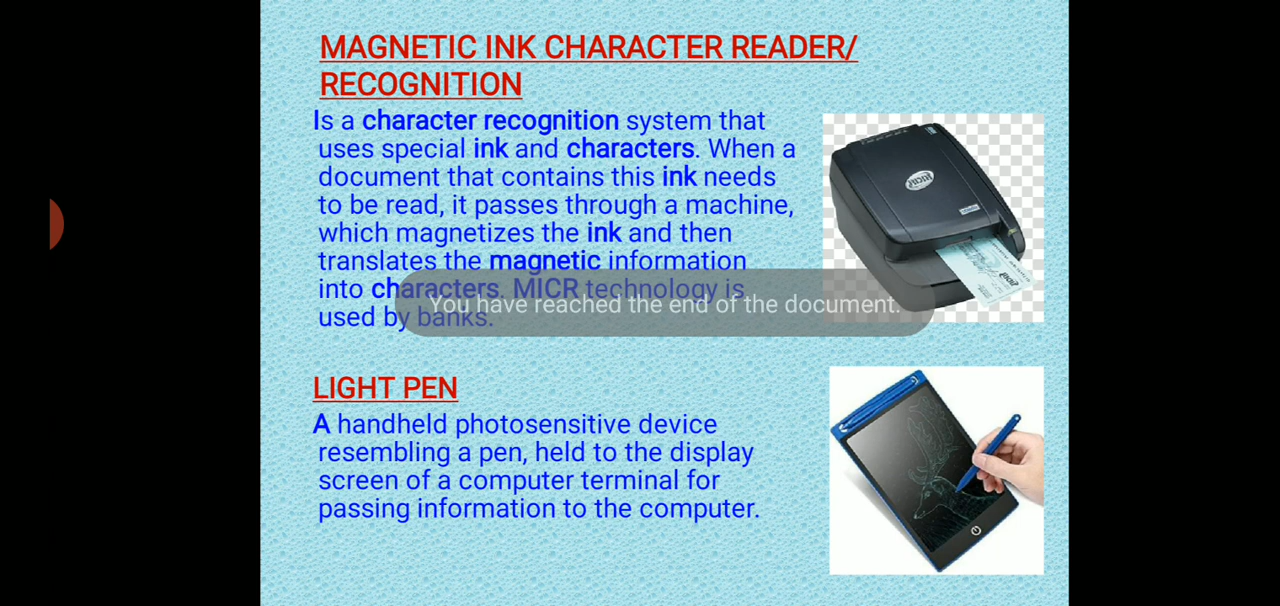 MAGNETIC INK CHARACTER READER/
RECOGNITION
Is a character recognition system that
uses special ink and characters. When a
document that contains this ink needs
to be read, it passes through a machine,
which magnetizes the ink and then
translates the magnetic information
into characters. MICR technology is
used by banks.
You have reached the end of the document.
LIGHT PEN
A handheld photosensitive device
resembling a pen, held to the display
screen of a computer terminal for
passing information to the computer.